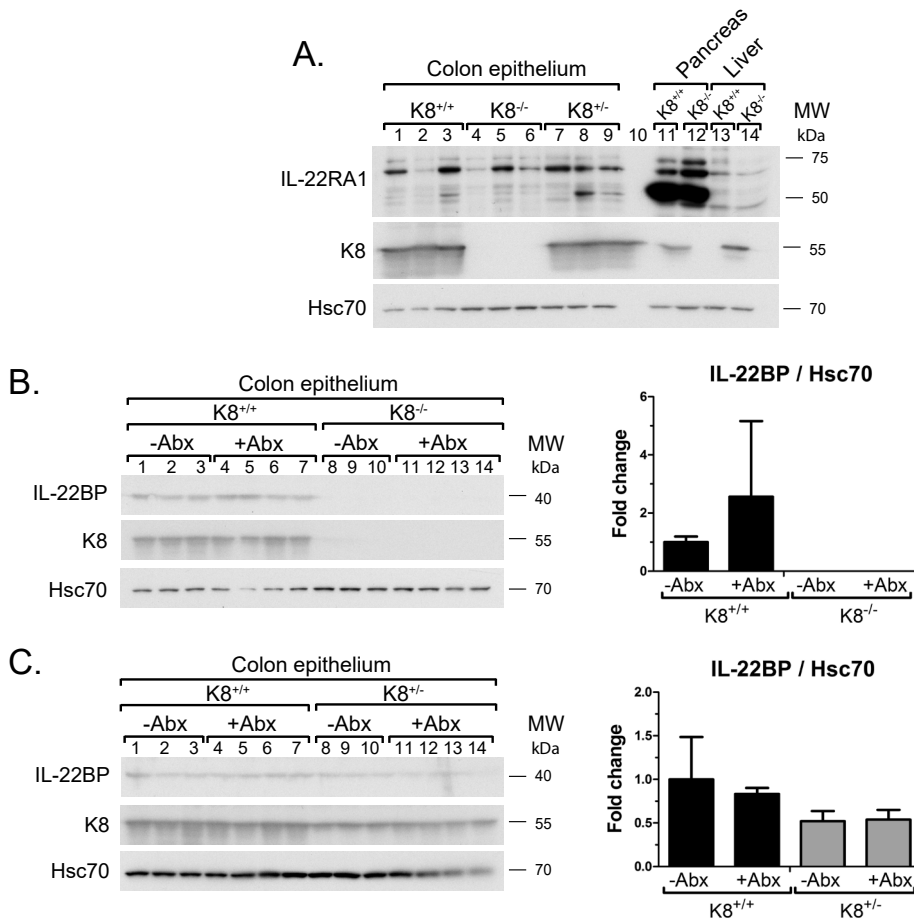 A.
Colon epithelium
Pancreas
Liver
K8+/+ K8-/- K8+/- K8+/+ K8-/- K8+/+ K8-/- MW
1 2 3 4 5 6 7 8 9 10 11 12 13 14 kDa
IL-22RA1 75
50
K8 55
Hsc70 70
B.
Colon epithelium
K8+/+ K8-/-
-Abx +Abx -Abx +Abx MW
1 2 3 4 5 6 7 8 9 10 11 12 13 14 kDa
IL-22BP 40
K8 55
Hsc70 70
IL-22BP / Hsc70
Fold change
6
4
2
0
-Abx +Abx -Abx +Abx
K8+/+ K8-/-
C.
Colon epithelium
K8+/+ K8+/-
-Abx +Abx -Abx +Abx MW
1 2 3 4 5 6 7 8 9 10 11 12 13 14 kDa
IL-22BP 40
K8 55
Hsc70 70
IL-22BP / Hsc70
Fold change
2.0
1.5
1.0
0.5
0.0
-Abx +Abx -Abx +Abx
K8+/+ K8+/-